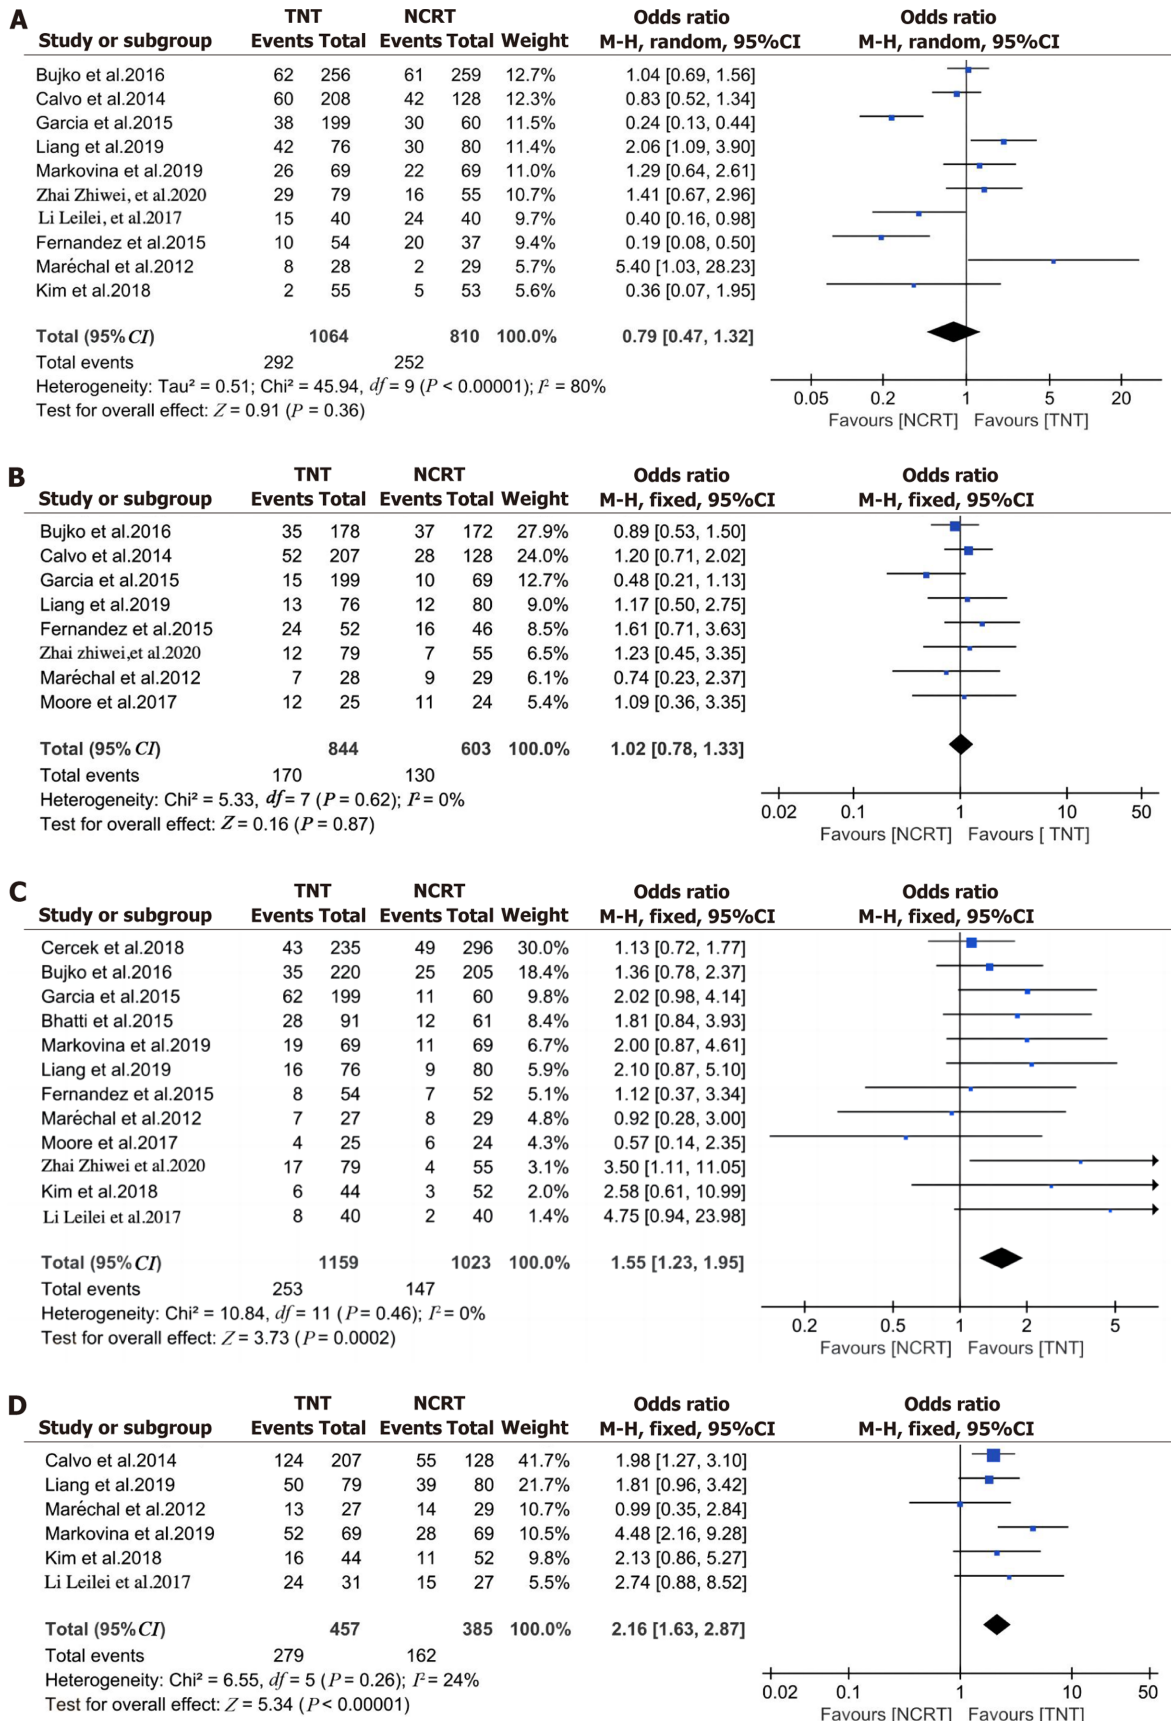 A TNT NCRT Odds ratio Odds ratio
Study or subgroup Events Total Events Total Weight M-H, random, 95%CI M-H, random, 95%CI
Bujko et al.2016 62 256 61 259 12.7% 1.04 [0.69, 1.56]
Calvo et al.2014 60 208 42 128 12.3% 0.83 [0.52, 1.34]
Garcia et al.2015 38 199 30 60 11.5% 0.24 [0.13, 0.44]
Liang et al.2019 42 76 30 80 11.4% 2.06 [1.09, 3.90]
Markovina et al.2019 26 69 22 69 11.0% 1.29 [0.64, 2.61]
Zhai Zhiwei, et al.2020 29 79 16 55 10.7% 1.41 [0.67, 2.96]
Li Leilei, et al.2017 15 40 24 40 9.7% 0.40 [0.16, 0.98]
Fernandez et al.2015 10 54 20 37 9.4% 0.19 [0.08, 0.50]
Maréchal et al.2012 8 28 2 29 5.7% 5.40 [1.03, 28.23]
Kim et al.2018 2 55 5 53 5.6% 0.36 [0.07, 1.95]
Total (95% CI) 1064 810 100.0% 0.79 [0.47, 1.32]
Total events 292 252
Heterogeneity: Tau² = 0.51; Chi² = 45.94, df = 9 (P < 0.00001); I² = 80%
Test for overall effect: Z = 0.91 (P = 0.36)
0.05 0.2 1 5 20
Favours [NCRT] Favours [TNT]
B TNT NCRT Odds ratio Odds ratio
Study or subgroup Events Total Events Total Weight M-H, fixed, 95%CI M-H, fixed, 95%CI
Bujko et al.2016 35 178 37 172 27.9% 0.89 [0.53, 1.50]
Calvo et al.2014 52 207 28 128 24.0% 1.20 [0.71, 2.02]
Garcia et al.2015 15 199 10 69 12.7% 0.48 [0.21, 1.13]
Liang et al.2019 13 76 12 80 9.0% 1.17 [0.50, 2.75]
Fernandez et al.2015 24 52 16 46 8.5% 1.61 [0.71, 3.63]
Zhai zhiwei,et al.2020 12 79 7 55 6.5% 1.23 [0.45, 3.35]
Maréchal et al.2012 7 28 9 29 6.1% 0.74 [0.23, 2.37]
Moore et al.2017 12 25 11 24 5.4% 1.09 [0.36, 3.35]
Total (95% CI) 844 603 100.0% 1.02 [0.78, 1.33]
Total events 170 130
Heterogeneity: Chi² = 5.33, df = 7 (P = 0.62); I² = 0%
Test for overall effect: Z = 0.16 (P = 0.87)
0.02 0.1 1 10 50
Favours [NCRT] Favours [ TNT]
C TNT NCRT Odds ratio Odds ratio
Study or subgroup Events Total Events Total Weight M-H, fixed, 95%CI M-H, fixed, 95%CI
Cercek et al.2018 43 235 49 296 30.0% 1.13 [0.72, 1.77]
Bujko et al.2016 35 220 25 205 18.4% 1.36 [0.78, 2.37]
Garcia et al.2015 62 199 11 60 9.8% 2.02 [0.98, 4.14]
Bhatti et al.2015 28 91 12 61 8.4% 1.81 [0.84, 3.93]
Markovina et al.2019 19 69 11 69 6.7% 2.00 [0.87, 4.61]
Liang et al.2019 16 76 9 80 5.9% 2.10 [0.87, 5.10]
Fernandez et al.2015 8 54 7 52 5.1% 1.12 [0.37, 3.34]
Maréchal et al.2012 7 27 8 29 4.8% 0.92 [0.28, 3.00]
Moore et al.2017 4 25 6 24 4.3% 0.57 [0.14, 2.35]
Zhai Zhiwei et al.2020 17 79 4 55 3.1% 3.50 [1.11, 11.05]
Kim et al.2018 6 44 3 52 2.0% 2.58 [0.61, 10.99]
Li Leilei et al.2017 8 40 2 40 1.4% 4.75 [0.94, 23.98]
Total (95% CI) 1159 1023 100.0% 1.55 [1.23, 1.95]
Total events 253 147
Heterogeneity: Chi² = 10.84, df = 11 (P = 0.46); I² = 0%
Test for overall effect: Z = 3.73 (P = 0.0002)
0.2 0.5 1 2 5
Favours [NCRT] Favours [TNT]
D TNT NCRT Odds ratio Odds ratio
Study or subgroup Events Total Events Total Weight M-H, fixed, 95%CI M-H, fixed, 95%CI
Calvo et al.2014 124 207 55 128 41.7% 1.98 [1.27, 3.10]
Liang et al.2019 50 79 39 80 21.7% 1.81 [0.96, 3.42]
Maréchal et al.2012 13 27 14 29 10.7% 0.99 [0.35, 2.84]
Markovina et al.2019 52 69 28 69 10.5% 4.48 [2.16, 9.28]
Kim et al.2018 16 44 11 52 9.8% 2.13 [0.86, 5.27]
Li Leilei et al.2017 24 31 15 27 5.5% 2.74 [0.88, 8.52]
Total (95% CI) 457 385 100.0% 2.16 [1.63, 2.87]
Total events 279 162
Heterogeneity: Chi² = 6.55, df = 5 (P = 0.26); I² = 24%
Test for overall effect: Z = 5.34 (P < 0.00001)
0.02 0.1 1 10 50
Favours [NCRT] Favours [TNT]